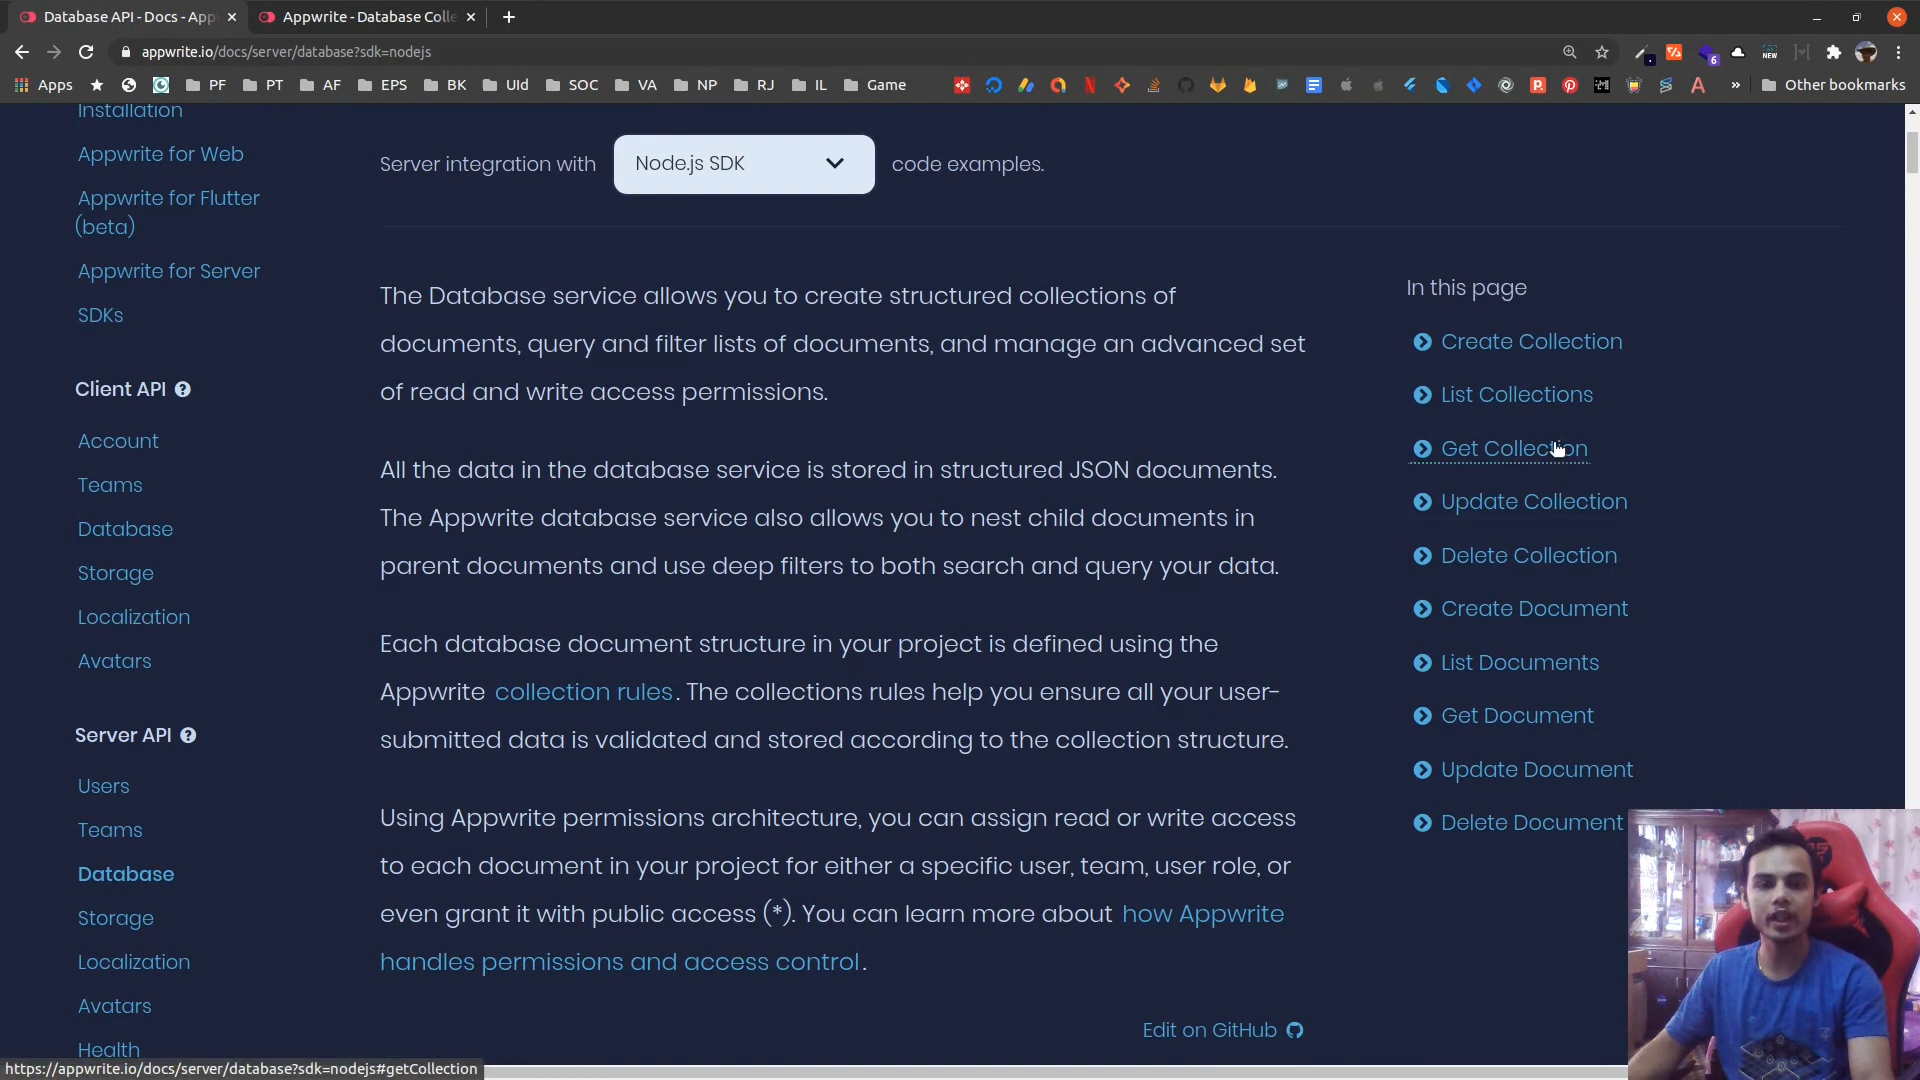 Database API - Docs - App
Appwrite - Database Colle
appwrite.io/docs/server/database?sdk=nodejs
6
NEW
Apps
PF
PT
AF
EPS
BK
UId
SOC
VA
NP
RJ
IL
Game
»
Other bookmarks
Installation
Appwrite for Web
Appwrite for Flutter
(beta)
Appwrite for Server
SDKs
Client API
Account
Teams
Database
Storage
Localization
Avatars
Server API
Users
Teams
Database
Storage
Localization
Avatars
Health
Server integration with
Node.js SDK
code examples.
The Database service allows you to create structured collections of
documents, query and filter lists of documents, and manage an advanced set
of read and write access permissions.
All the data in the database service is stored in structured JSON documents.
The Appwrite database service also allows you to nest child documents in
parent documents and use deep filters to both search and query your data.
Each database document structure in your project is defined using the
Appwrite collection rules. The collections rules help you ensure all your user-
submitted data is validated and stored according to the collection structure.
Using Appwrite permissions architecture, you can assign read or write access
to each document in your project for either a specific user, team, user role, or
even grant it with public access (*). You can learn more about how Appwrite
handles permissions and access control.
Edit on GitHub
In this page
Create Collection
List Collections
Get Collection
Update Collection
Delete Collection
Create Document
List Documents
Get Document
Update Document
Delete Document
https://appwrite.io/docs/server/database?sdk=nodejs#getCollection